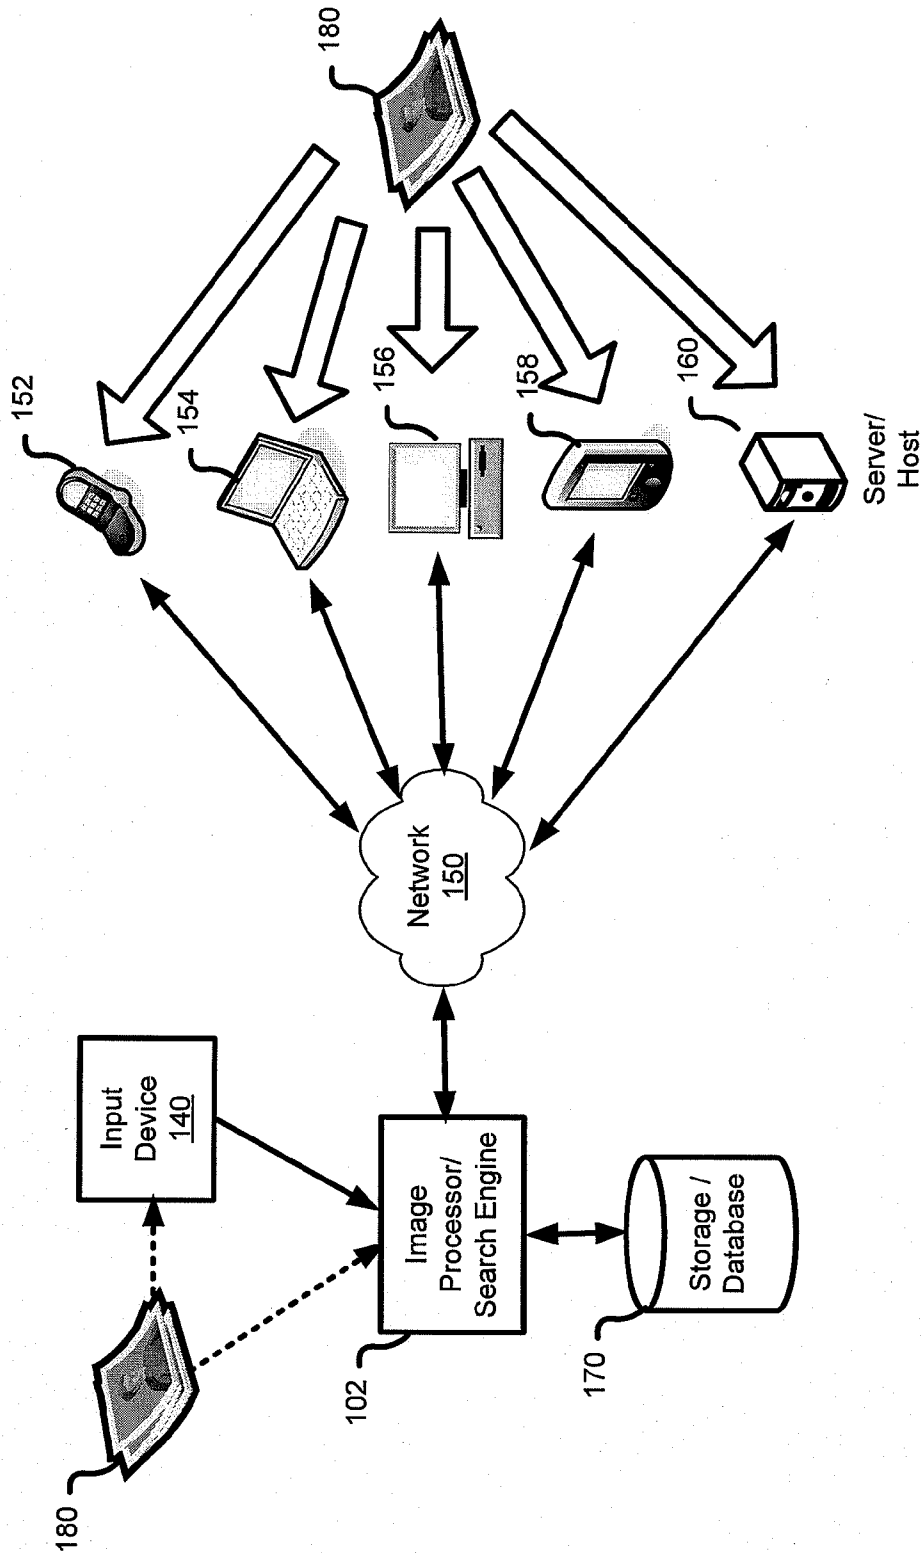 180
Input
Device
140
102
Image
Processor/
Search Engine
170
Storage /
Database
Network
150
152
154
156
158
160
Server/
Host
180